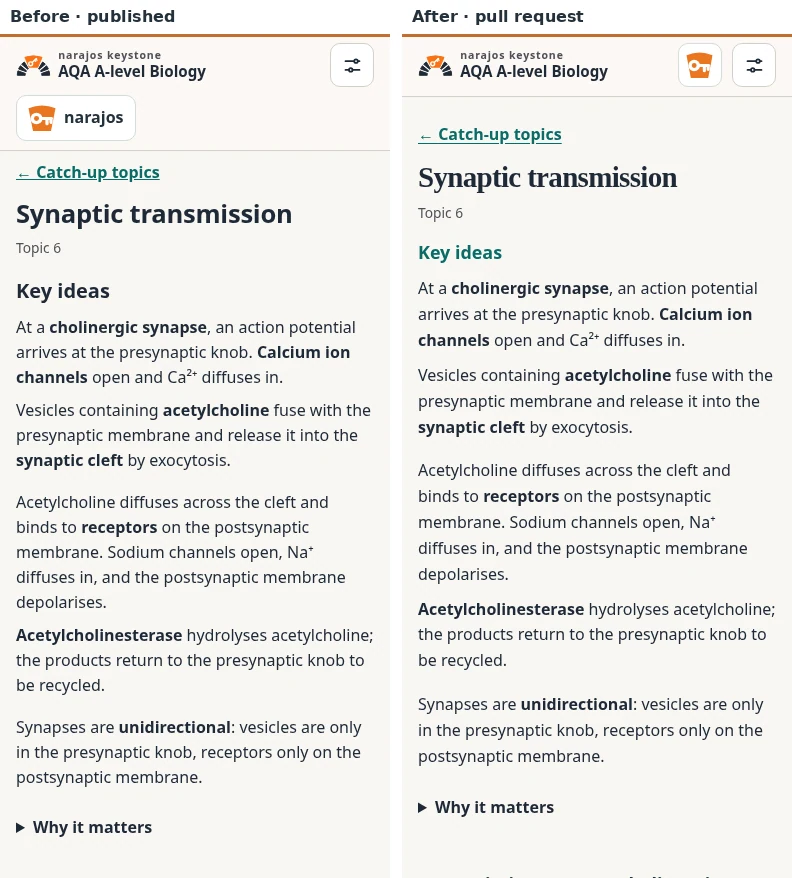 Before · published
narajos keystone
AQA A-level Biology
narajos
← Catch-up topics
Synaptic transmission
Topic 6
Key ideas
At a cholinergic synapse, an action potential
arrives at the presynaptic knob. Calcium ion
channels open and Ca²⁺ diffuses in.
Vesicles containing acetylcholine fuse with the
presynaptic membrane and release it into the
synaptic cleft by exocytosis.
Acetylcholine diffuses across the cleft and
binds to receptors on the postsynaptic
membrane. Sodium channels open, Na⁺
diffuses in, and the postsynaptic membrane
depolarises.
Acetylcholinesterase hydrolyses acetylcholine;
the products return to the presynaptic knob to
be recycled.
Synapses are unidirectional: vesicles are only
in the presynaptic knob, receptors only on the
postsynaptic membrane.
▶ Why it matters
After · pull request
narajos keystone
AQA A-level Biology
← Catch-up topics
Synaptic transmission
Topic 6
Key ideas
At a cholinergic synapse, an action potential
arrives at the presynaptic knob. Calcium ion
channels open and Ca²⁺ diffuses in.
Vesicles containing acetylcholine fuse with the
presynaptic membrane and release it into the
synaptic cleft by exocytosis.
Acetylcholine diffuses across the cleft and
binds to receptors on the postsynaptic
membrane. Sodium channels open, Na⁺
diffuses in, and the postsynaptic membrane
depolarises.
Acetylcholinesterase hydrolyses acetylcholine;
the products return to the presynaptic knob to
be recycled.
Synapses are unidirectional: vesicles are only
in the presynaptic knob, receptors only on the
postsynaptic membrane.
▶ Why it matters